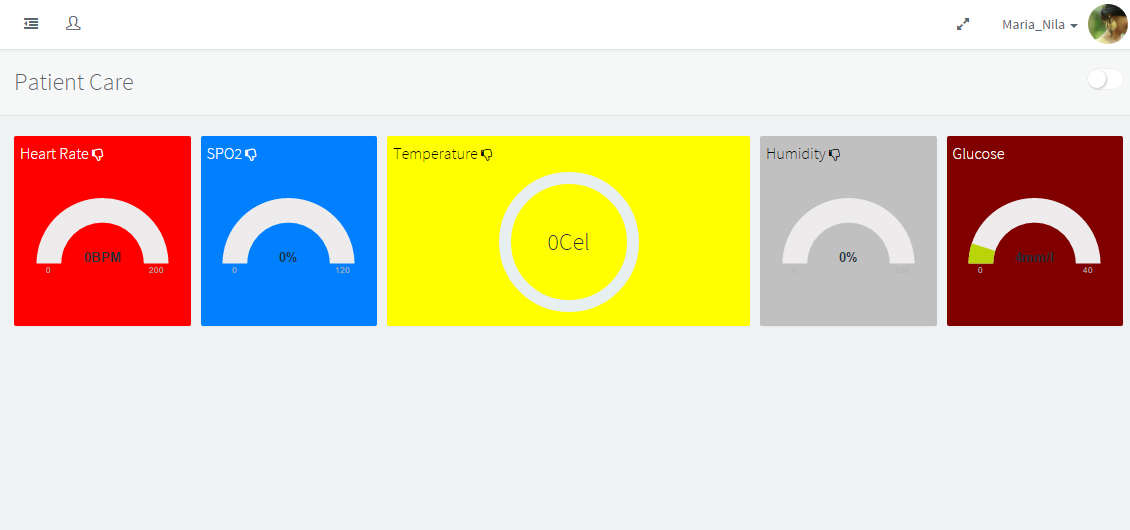 Maria_Nila
Patient Care
Heart Rate
0BPM
0
200
SPO2
0%
0
120
Temperature
0Cel
Humidity
0%
0
100
Glucose
0
40